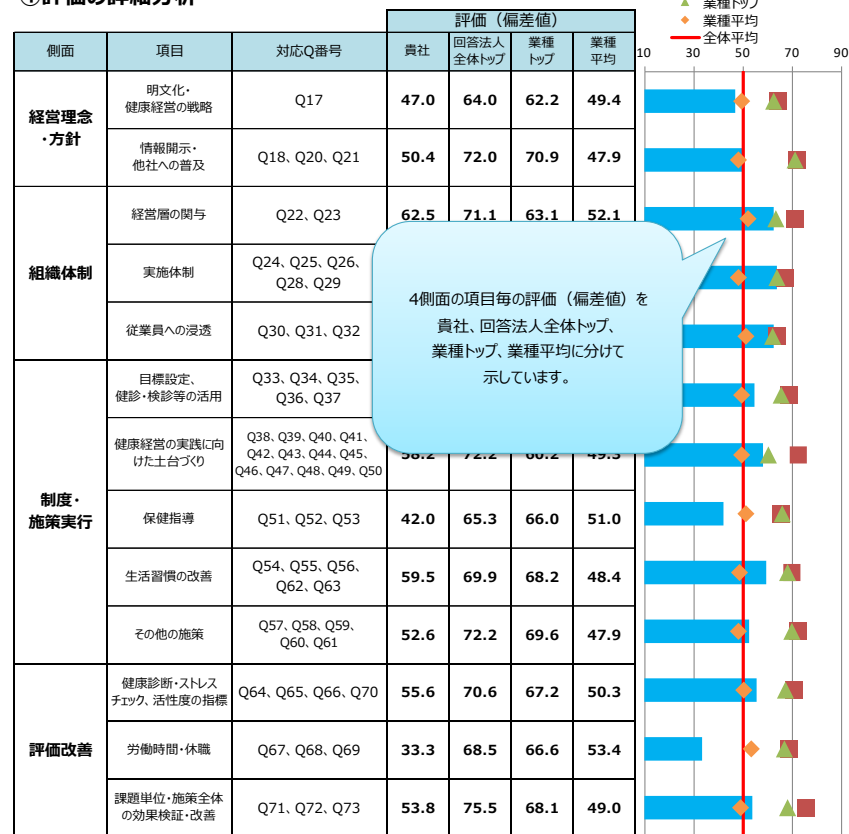 ①評価の詳細分析
業種トップ
業種平均
全体平均
評価（偏差値）
側面 項目 対応Q番号 貴社 回答法人 業種 業種
全体トップ トップ 平均
10 30 50 70 90
経営理念
・方針
明文化・
健康経営の戦略
Q17 47.0 64.0 62.2 49.4
情報開示・
他社への普及
Q18、Q20、Q21 50.4 72.0 70.9 47.9
組織体制
経営層の関与 Q22、Q23 62.5 71.1 63.1 52.1
実施体制
Q24、Q25、Q26、
Q28、Q29
従業員への浸透 Q30、Q31、Q32
4側面の項目毎の評価（偏差値）を
貴社、回答法人全体トップ、
業種トップ、業種平均に分けて
示しています。
制度・
施策実行
目標設定、
健診・検診等の活用
Q33、Q34、Q35、
Q36、Q37
健康経営の実践に向
けた土台づくり
Q38、Q39、Q40、Q41、
Q42、Q43、Q44、Q45、
Q46、Q47、Q48、Q49、Q50
58.2 72.2 60.2 49.3
保健指導 Q51、Q52、Q53 42.0 65.3 66.0 51.0
生活習慣の改善
Q54、Q55、Q56、
Q62、Q63
59.5 69.9 68.2 48.4
その他の施策
Q57、Q58、Q59、
Q60、Q61
52.6 72.2 69.6 47.9
評価改善
健康診断・ストレス
チェック、活性度の指標
Q64、Q65、Q66、Q70 55.6 70.6 67.2 50.3
労働時間・休職 Q67、Q68、Q69 33.3 68.5 66.6 53.4
課題単位・施策全体
の効果検証・改善
Q71、Q72、Q73 53.8 75.5 68.1 49.0